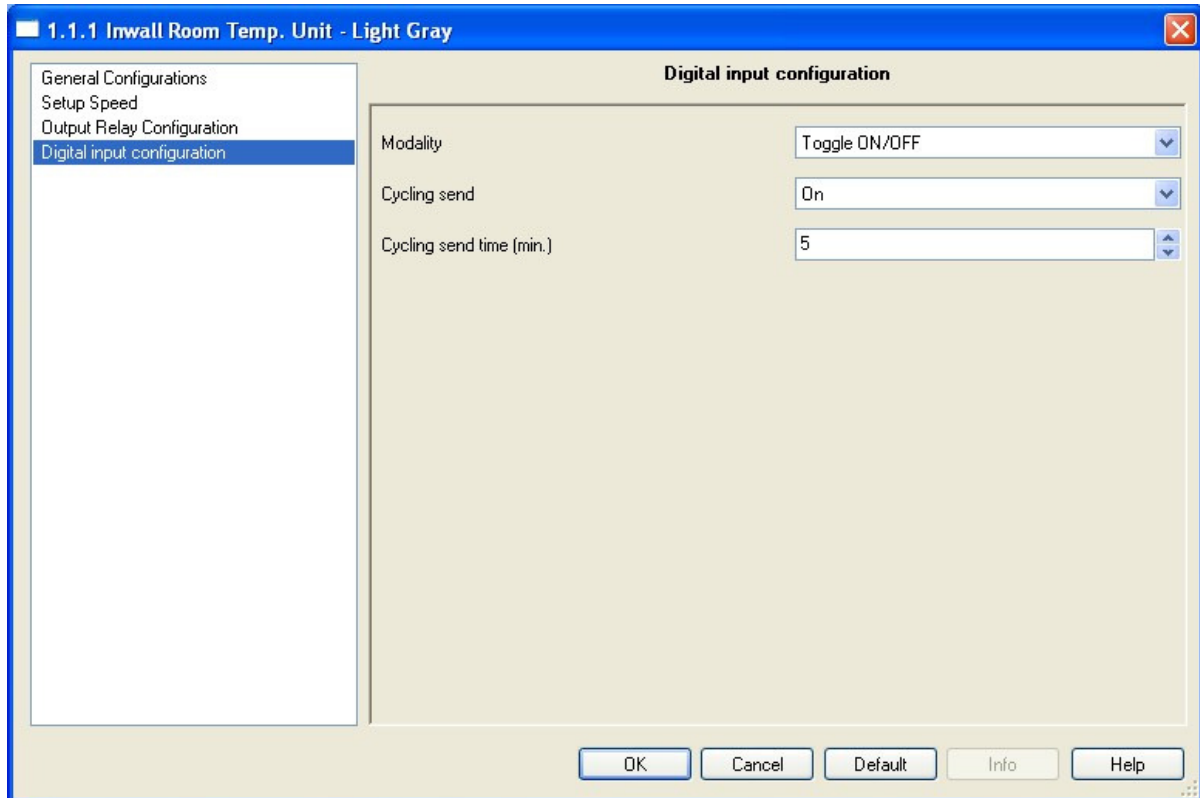 1.1.1 Inwall Room Temp. Unit - Light Gray
General Configurations
Setup Speed
Output Relay Configuration
Digital input configuration
Digital input configuration
Modality Toggle ON/OFF
Cycling send On
Cycling send time (min.) 5
OK Cancel Default Info Help